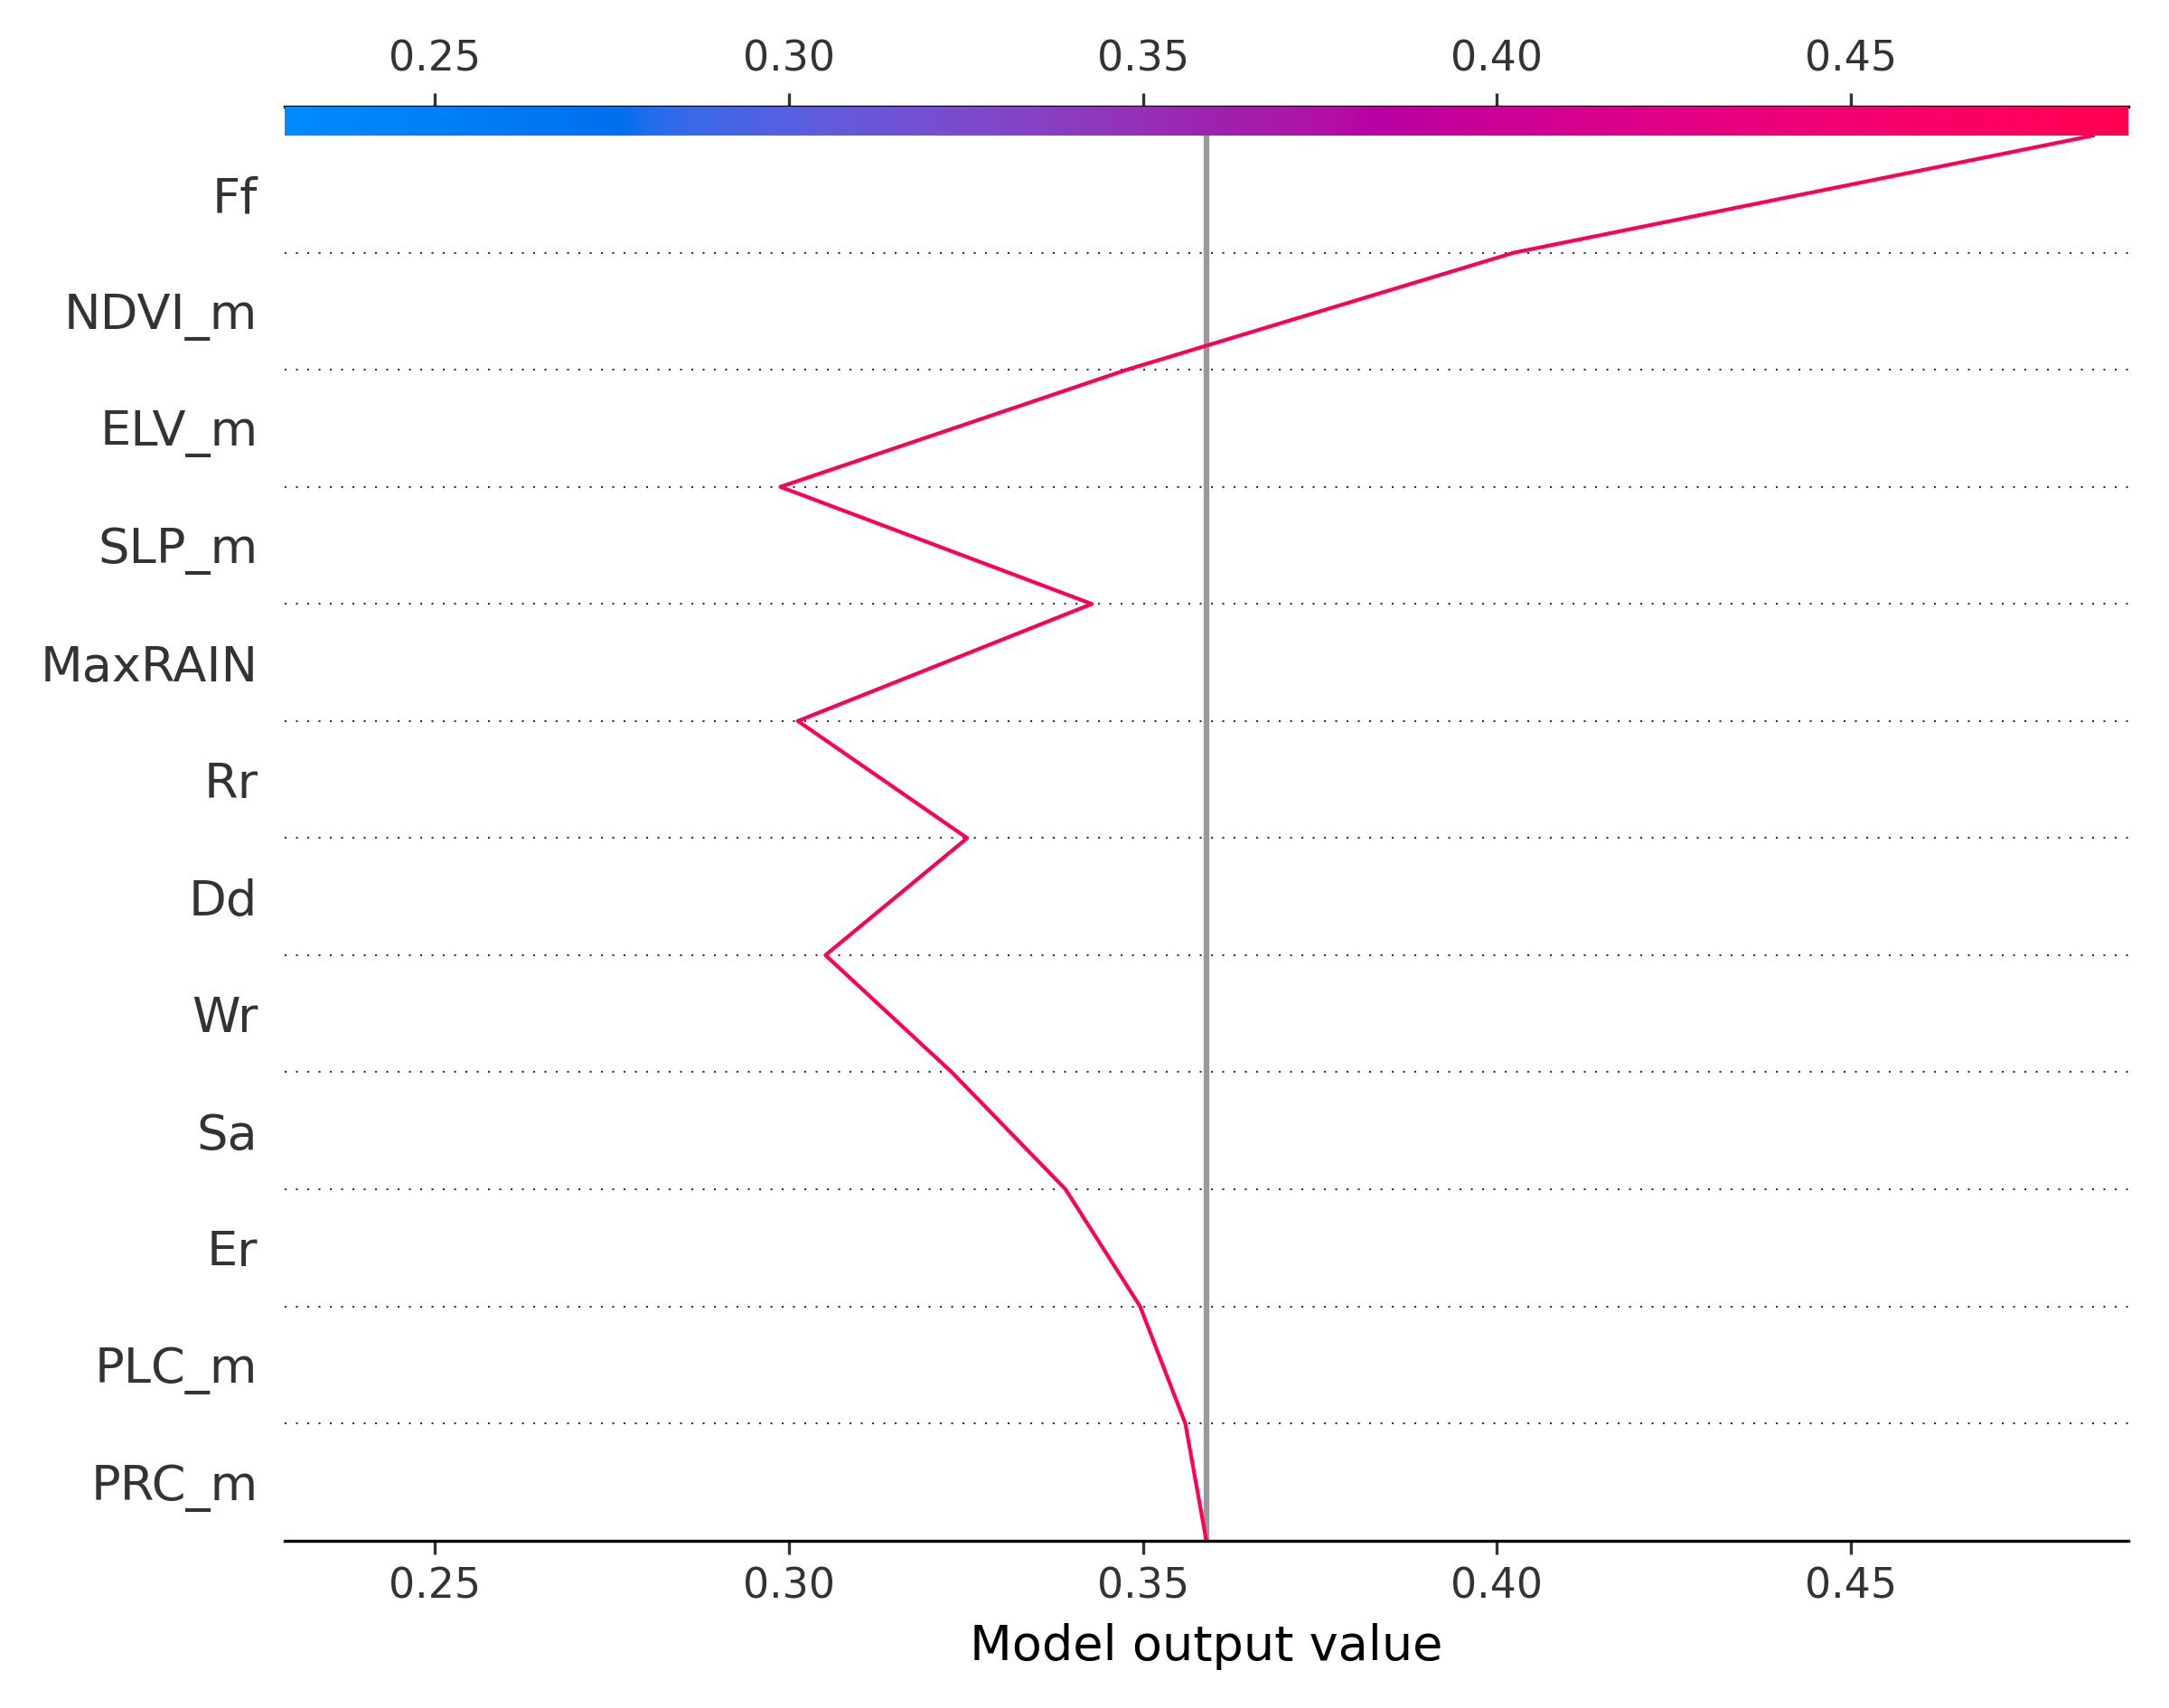 0.25 0.30 0.35 0.40 0.45
Ff
NDVI_m
ELV_m
SLP_m
MaxRAIN
Rr
Dd
Wr
Sa
Er
PLC_m
PRC_m
0.25 0.30 0.35 0.40 0.45
Model output value